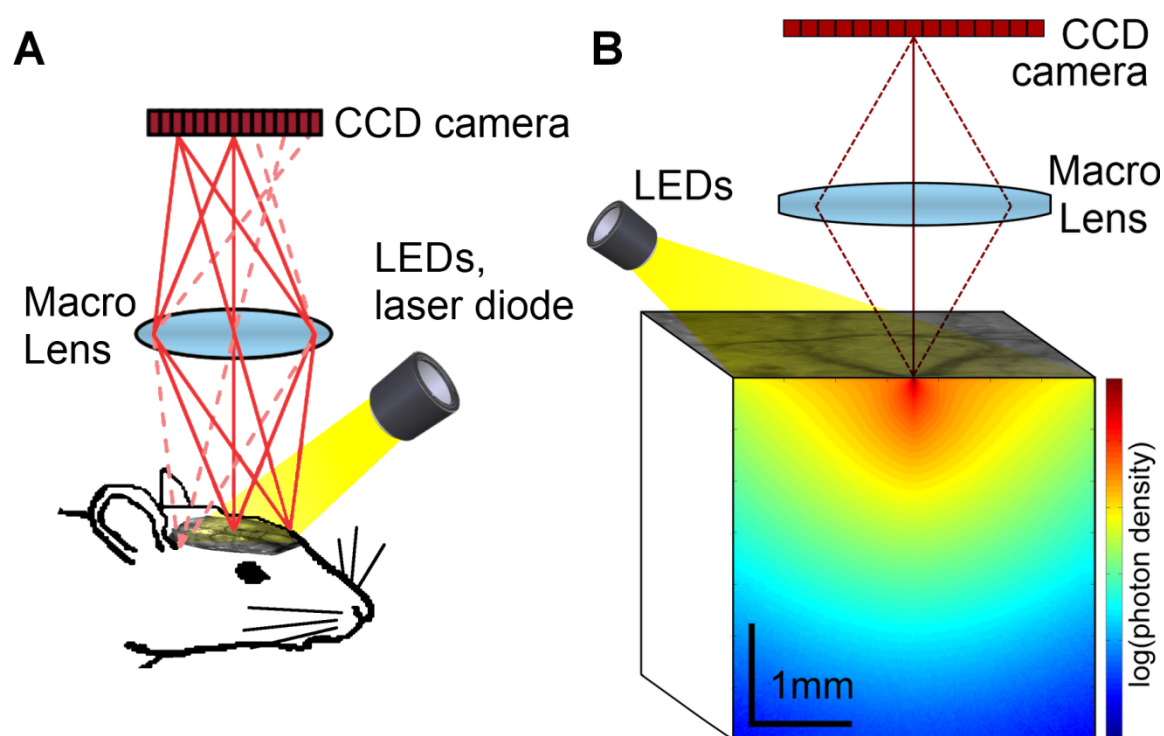 A
CCD camera
Macro
Lens
LEDs,
laser diode
B
CCD
camera
LEDs
Macro
Lens
1mm
log(photon density)